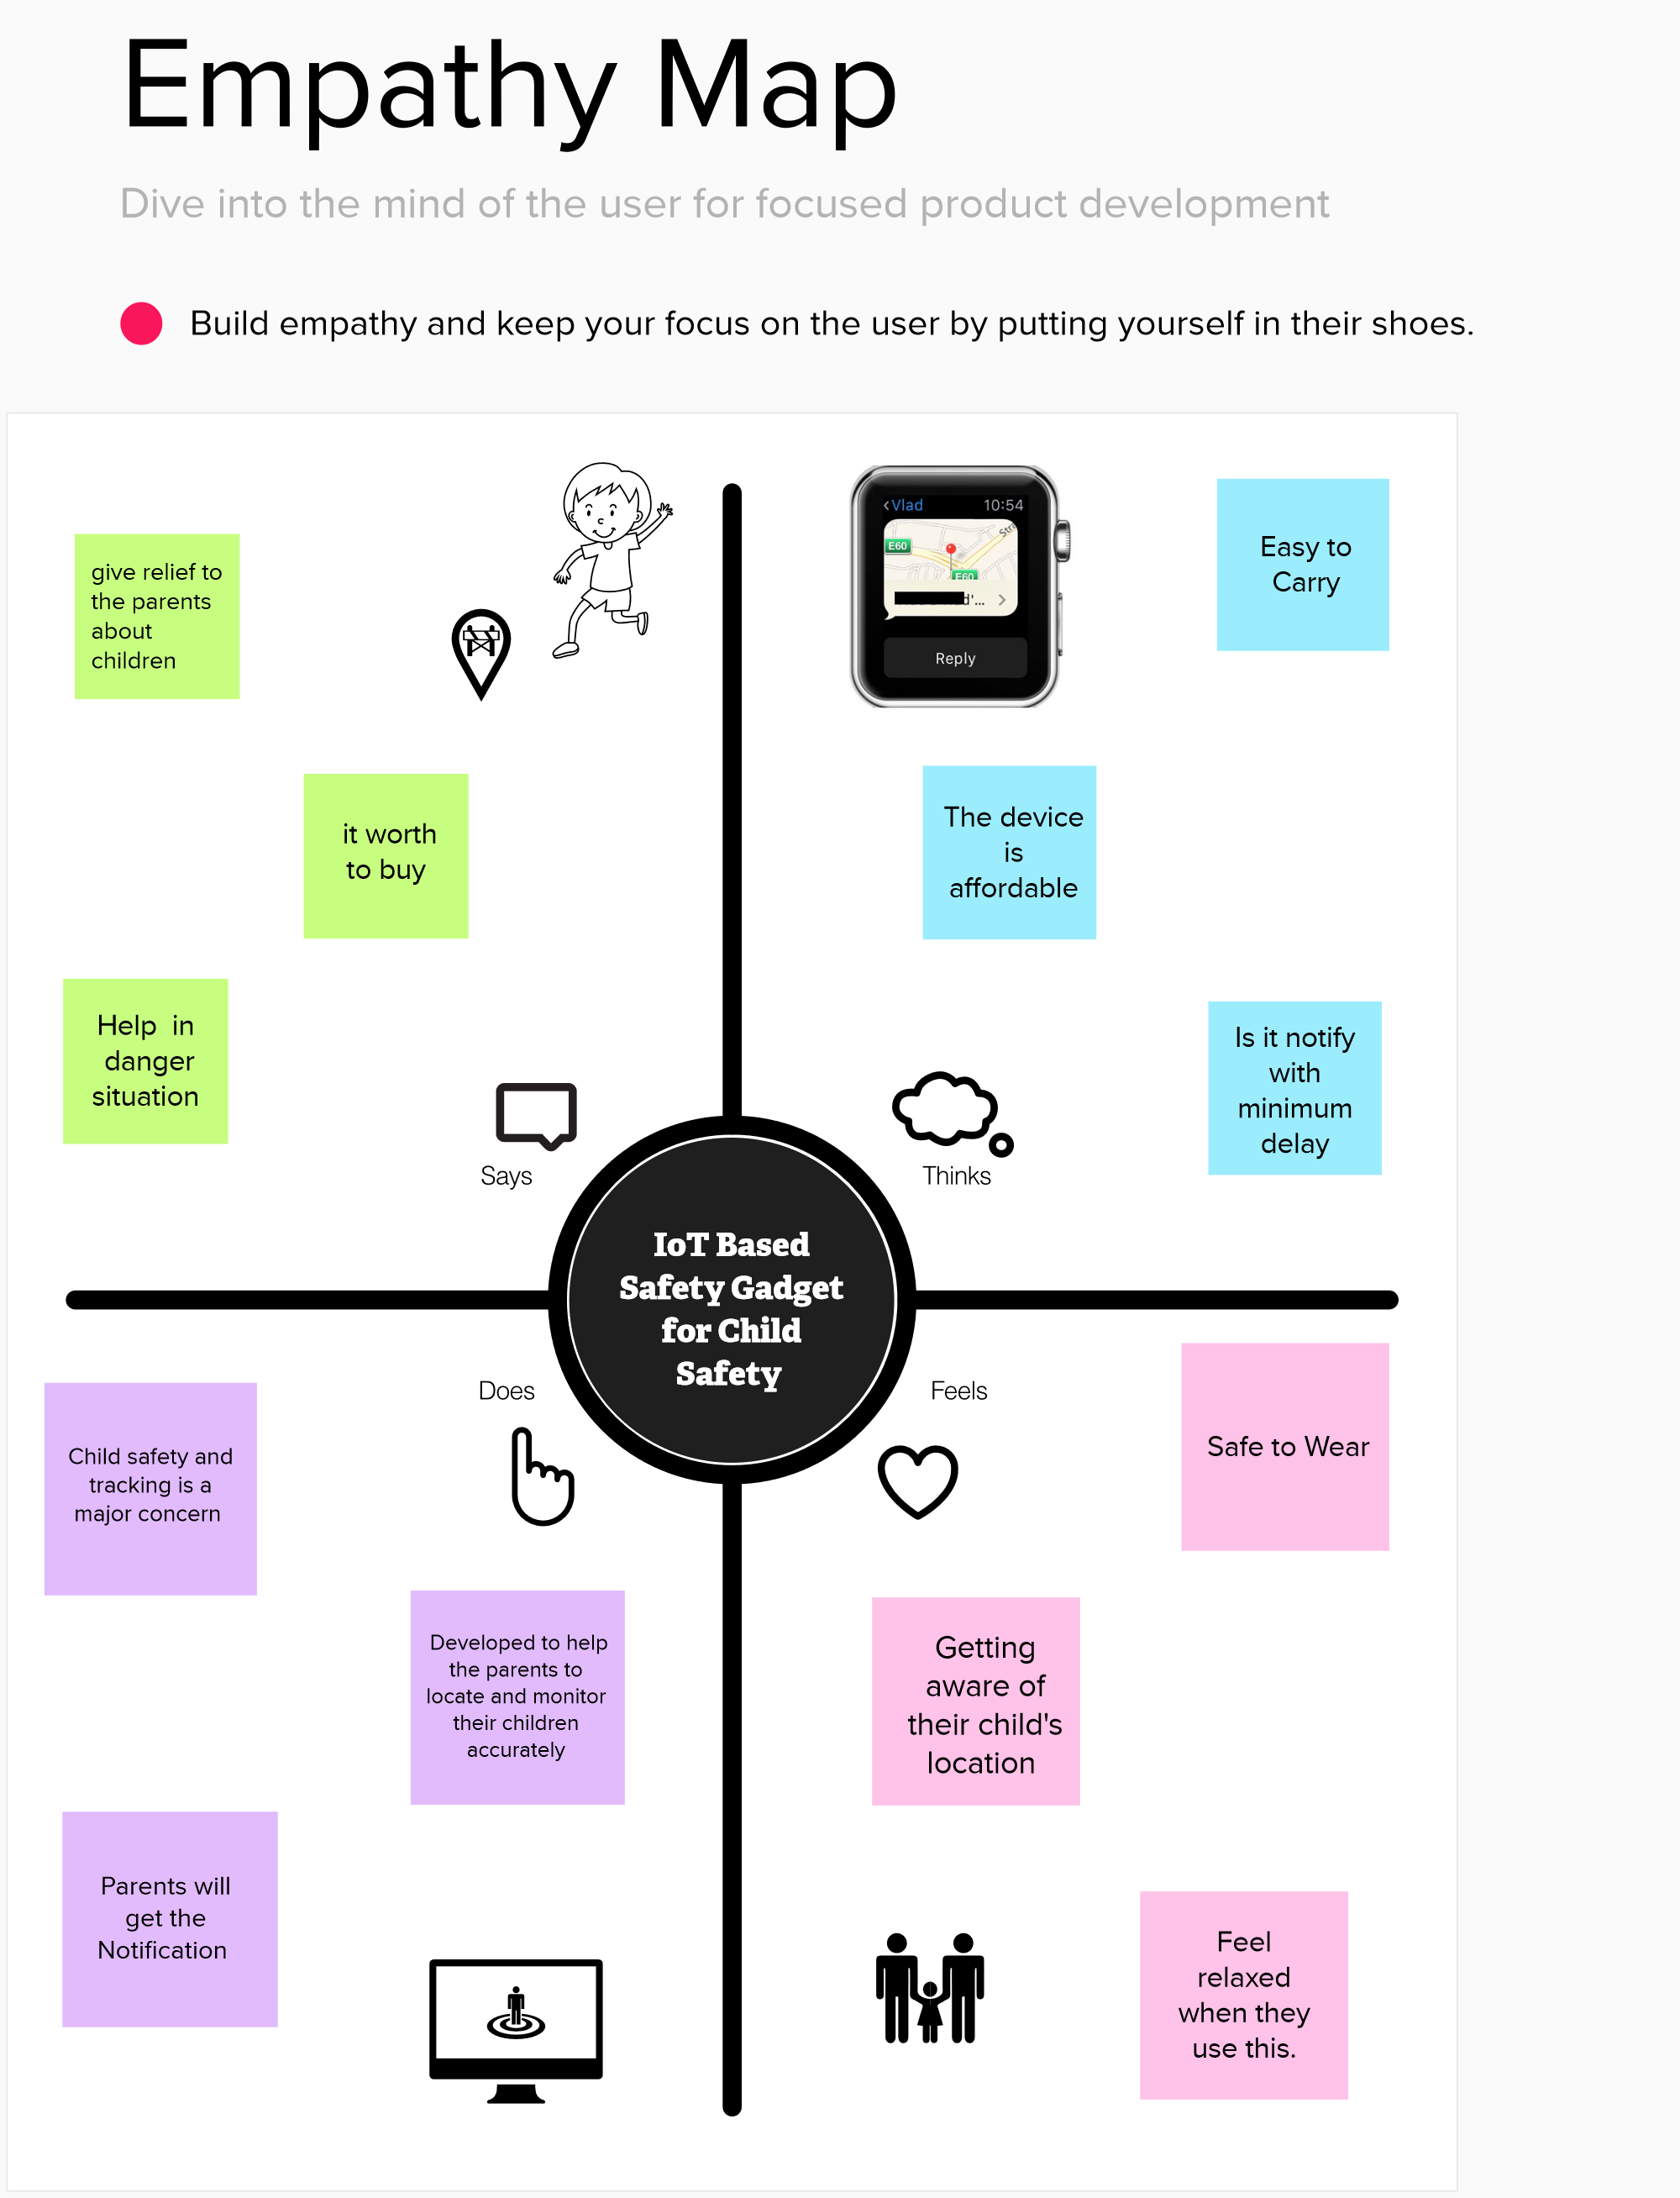 Empathy Map
Dive into the mind of the user for focused product development
Build empathy and keep your focus on the user by putting yourself in their shoes.
give relief to
the parents
about
children
it worth
to buy
Help in
danger
situation
Says
Vlad
10:54
E60
E60
d'...
Reply
Easy to
Carry
The device
is
affordable
Is it notify
with
minimum
delay
Thinks
IoT Based
Safety Gadget
for Child
Safety
Does
Child safety and
tracking is a
major concern
Developed to help
the parents to
locate and monitor
their children
accurately
Parents will
get the
Notification
Feels
Safe to Wear
Getting
aware of
their child's
location
Feel
relaxed
when they
use this.